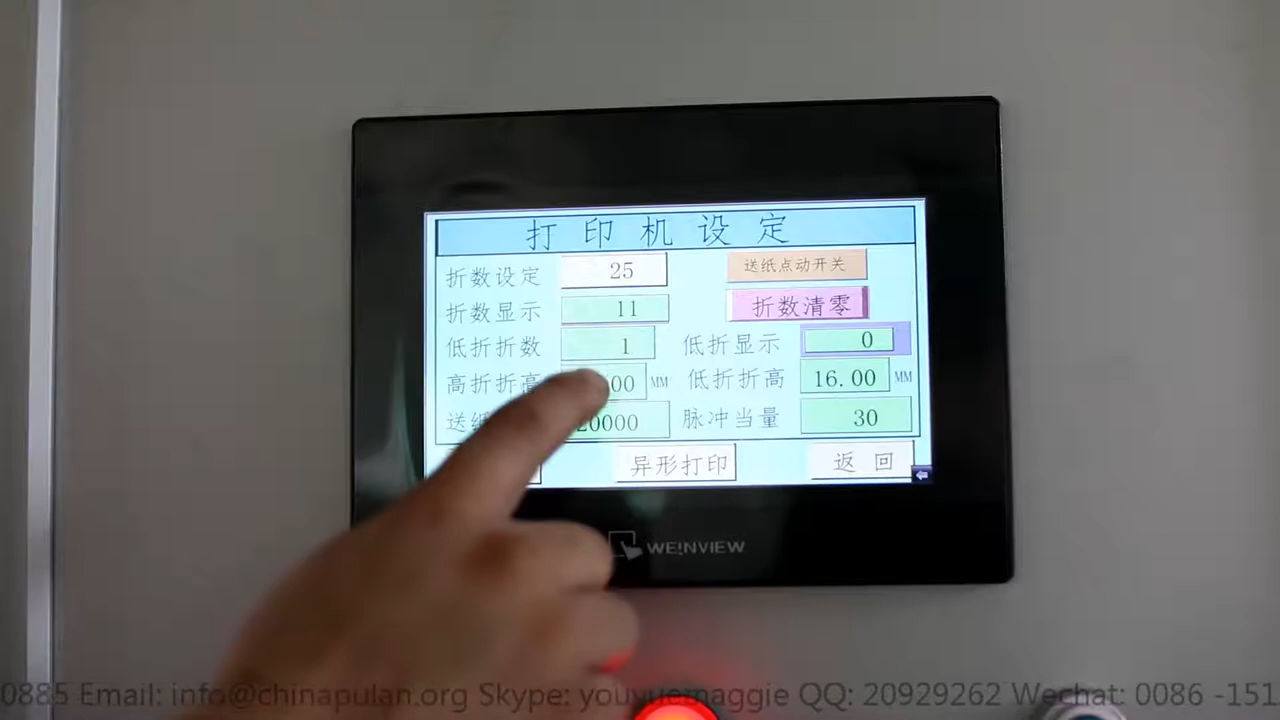 打印机设定
折数设定 25 送纸点动开关
折数显示 11 折数清零
低折折数 1 低折显示 0
高折折高 00 MM 低折折高 16.00 MM
送纸 20000 脉冲当量 30
异形打印 返回
WEINVIEW
0885 Email: info@chinapulan.org Skype: youyuemaggie QQ: 20929262 Wechat: 0086 -151